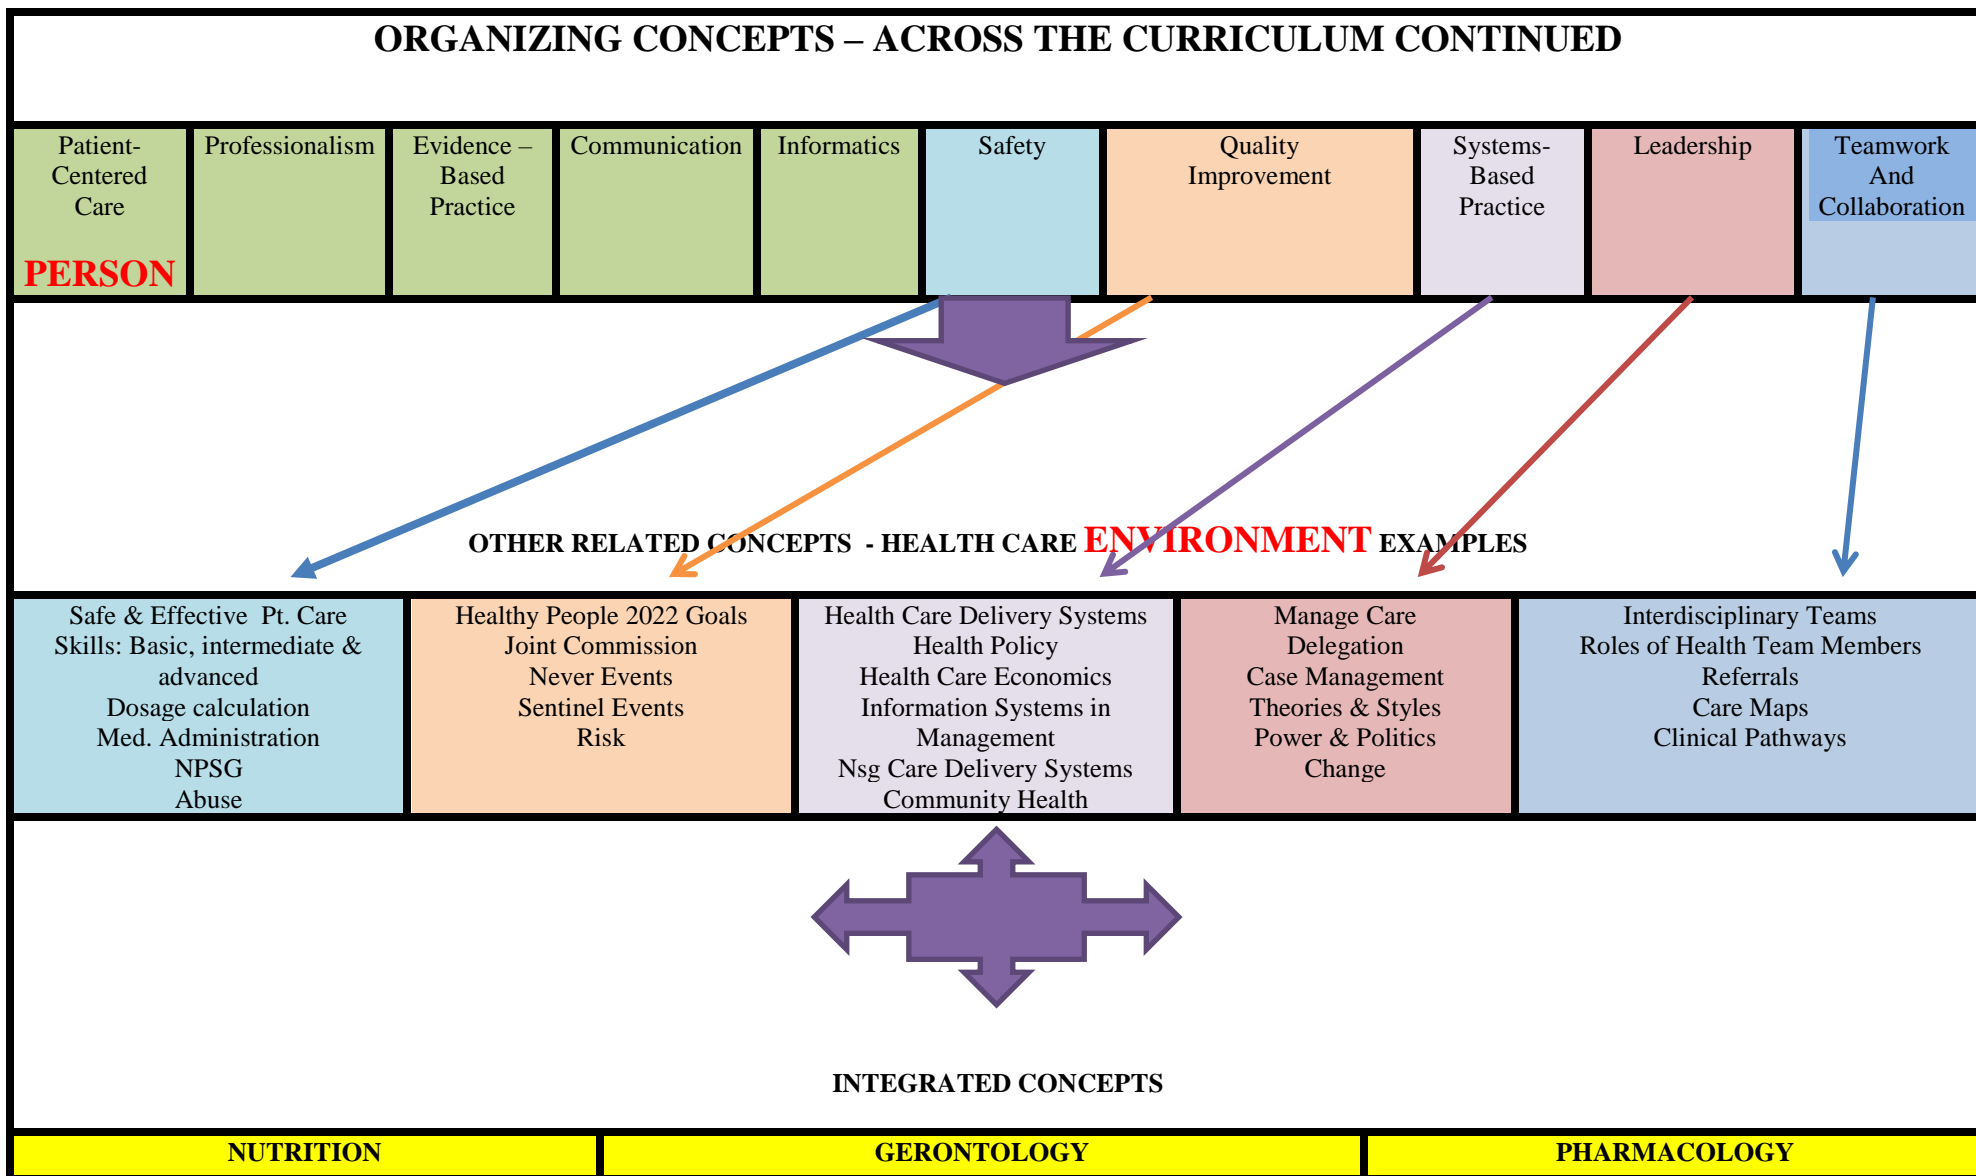 ORGANIZING CONCEPTS – ACROSS THE CURRICULUM CONTINUED
Patient-
Centered
Care
PERSON
Professionalism
Evidence –
Based
Practice
Communication
Informatics
Safety
Quality
Improvement
Systems-
Based
Practice
Leadership
Teamwork
And
Collaboration
OTHER RELATED CONCEPTS - HEALTH CARE ENVIRONMENT EXAMPLES
Safe & Effective Pt. Care
Skills: Basic, intermediate &
advanced
Dosage calculation
Med. Administration
NPSG
Abuse
Healthy People 2022 Goals
Joint Commission
Never Events
Sentinel Events
Risk
Health Care Delivery Systems
Health Policy
Health Care Economics
Information Systems in
Management
Nsg Care Delivery Systems
Community Health
Manage Care
Delegation
Case Management
Theories & Styles
Power & Politics
Change
Interdisciplinary Teams
Roles of Health Team Members
Referrals
Care Maps
Clinical Pathways
INTEGRATED CONCEPTS
NUTRITION
GERONTOLOGY
PHARMACOLOGY